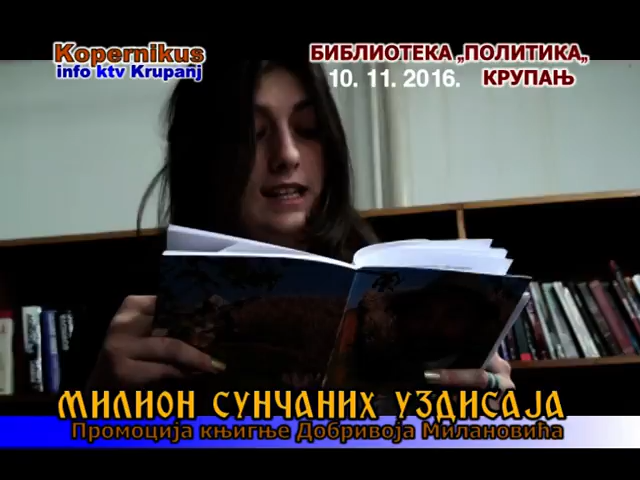 Kopernikus
info ktv Krupanj
БИБЛИОТЕКА „ПОЛИТИКА„
10. 11. 2016. КРУПАЊ
МИЛИОН СУНЧАНИХ УЗДИСАЈА
Промоција књигње Добривоја Милановића